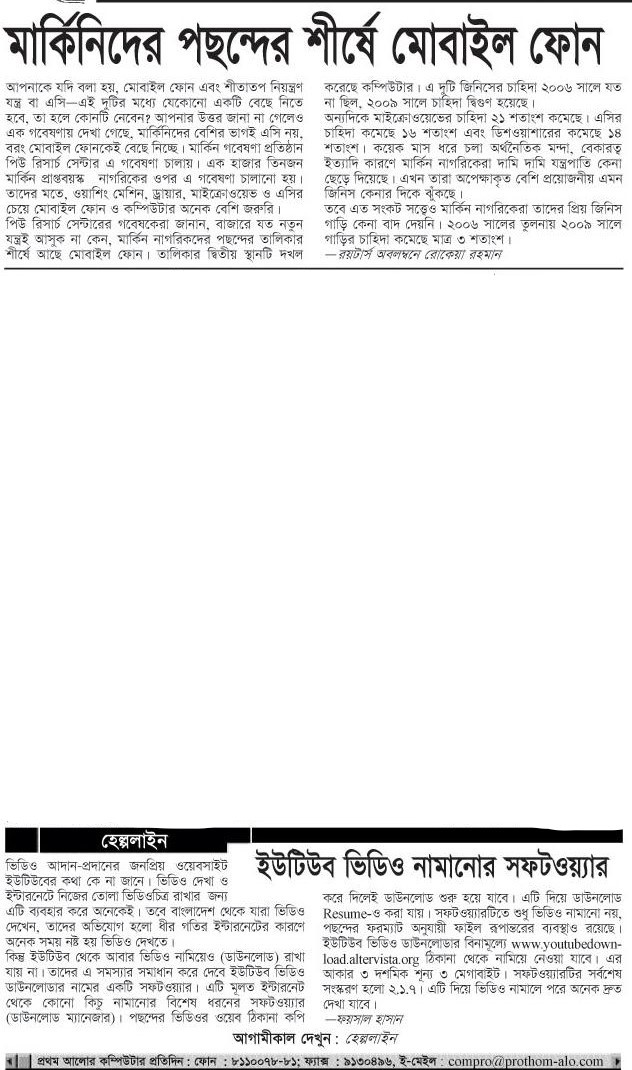 মার্কিনিদের পছন্দের শীর্ষে মোবাইল ফোন
আপনাকে যদি বলা হয়, মোবাইল ফোন এবং শীতাতপ নিয়ন্ত্রণ
যন্ত্র বা এসি—এই দুটির মধ্যে যেকোনো একটি বেছে নিতে
হবে, তা হলে কোনটি নেবেন? আপনার উত্তর জানা না গেলেও
এক গবেষণায় দেখা গেছে, মার্কিনিদের বেশির ভাগই এসি নয়,
বরং মোবাইল ফোনকেই বেছে নিচ্ছে। মার্কিন গবেষণা প্রতিষ্ঠান
পিউ রিসার্চ সেন্টার এ গবেষণা চালায়। এক হাজার তিনজন
মার্কিন প্রাপ্তবয়স্ক নাগরিকের ওপর এ গবেষণা চালানো হয়।
তাদের মতে, ওয়াশিং মেশিন, ড্রায়ার, মাইক্রোওয়েভ ও এসির
চেয়ে মোবাইল ফোন ও কম্পিউটার অনেক বেশি জরুরি।
পিউ রিসার্চ সেন্টারের গবেষকেরা জানান, বাজারে যত নতুন
যন্ত্রই আসুক না কেন, মার্কিন নাগরিকদের পছন্দের তালিকার
শীর্ষে আছে মোবাইল ফোন। তালিকার দ্বিতীয় স্থানটি দখল
করেছে কম্পিউটার। এ দুটি জিনিসের চাহিদা ২০০৬ সালে যত
না ছিল, ২০০৯ সালে চাহিদা দ্বিগুণ হয়েছে।
অন্যদিকে মাইক্রোওয়েভের চাহিদা ২১ শতাংশ কমেছে। এসির
চাহিদা কমেছে ১৬ শতাংশ এবং ডিশওয়াশারের কমেছে ১৪
শতাংশ। কয়েক মাস ধরে চলা অর্থনৈতিক মন্দা, বেকারত্ব
ইত্যাদি কারণে মার্কিন নাগরিকেরা দামি দামি যন্ত্রপাতি কেনা
ছেড়ে দিয়েছে। এখন তারা অপেক্ষাকৃত বেশি প্রয়োজনীয় এমন
জিনিস কেনার দিকে ঝুঁকছে।
তবে এত সংকট সত্ত্বেও মার্কিন নাগরিকেরা তাদের প্রিয় জিনিস
গাড়ি কেনা বাদ দেয়নি। ২০০৬ সালের তুলনায় ২০০৯ সালে
গাড়ির চাহিদা কমেছে মাত্র ৩ শতাংশ।
—রয়টার্স অবলম্বনে রোকেয়া রহমান
হেল্পলাইন
ইউটিউব ভিডিও নামানোর সফটওয়্যার
ভিডিও আদান-প্রদানের জনপ্রিয় ওয়েবসাইট
ইউটিউবের কথা কে না জানে। ভিডিও দেখা ও
ইন্টারনেটে নিজের তোলা ভিডিওচিত্র রাখার জন্য
এটি ব্যবহার করে অনেকেই। তবে বাংলাদেশ থেকে যারা ভিডিও
দেখেন, তাদের অভিযোগ হলো ধীর গতির ইন্টারনেটের কারণে
অনেক সময় নষ্ট হয় ভিডিও দেখতে।
কিন্তু ইউটিউব থেকে আবার ভিডিও নামিয়েও (ডাউনলোড) রাখা
যায় না। তাদের এ সমস্যার সমাধান করে দেবে ইউটিউব ভিডিও
ডাউনলোডার নামের একটি সফটওয়্যার। এটি মূলত ইন্টারনেট
থেকে কোনো কিছু নামানোর বিশেষ ধরনের সফটওয়্যার
(ডাউনলোড ম্যানেজার)। পছন্দের ভিডিওর ওয়েব ঠিকানা কপি
করে দিলেই ডাউনলোড শুরু হয়ে যাবে। এটি দিয়ে ডাউনলোড
Resume-ও করা যায়। সফটওয়্যারটিতে শুধু ভিডিও নামানো নয়,
পছন্দের ফরম্যাট অনুযায়ী ফাইল রূপান্তরের ব্যবস্থাও রয়েছে।
ইউটিউব ভিডিও ডাউনলোডার বিনামূল্যে www.youtubedown-
load.altervista.org ঠিকানা থেকে নামিয়ে নেওয়া যাবে। এর
আকার ৩ দশমিক শূন্য ৩ মেগাবাইট। সফটওয়্যারটির সর্বশেষ
সংস্করণ হলো ২.১.৭। এটি দিয়ে ভিডিও নামালে পরে অনেক দ্রুত
দেখা যাবে।
—ফয়সাল হাসান
আগামীকাল দেখুন : হেল্পলাইন
প্রথম আলোর কম্পিউটার প্রতিদিন : ফোন : ৮১১০০৭৮-৮১; ফ্যাক্স : ৯১৩০৪৯৬, ই-মেইল : compro@prothom-alo.com